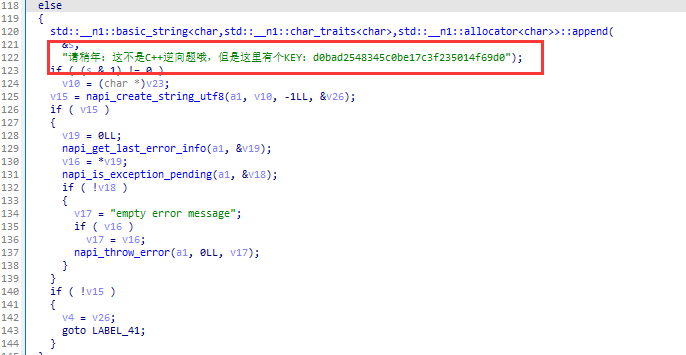 118 else
119 {
120 std::__n1::basic_string<char,std::__n1::char_traits<char>,std::__n1::allocator<char>>::append(
121 &s,
122 "请稍年：这不是C++逆向题哦，但是这里有个KEY：d0bad2548345c0be17c3f235014f69d0");
123 if ( (s & 1) != 0 )
124 v10 = (char *)v23;
125 v15 = napi_create_string_utf8(a1, v10, -1LL, &v26);
126 if ( v15 )
127 {
128 v19 = 0LL;
129 napi_get_last_error_info(a1, &v19);
130 v16 = *v19;
131 napi_is_exception_pending(a1, &v18);
132 if ( !v18 )
133 {
134 v17 = "empty error message";
135 if ( v16 )
136 v17 = v16;
137 napi_throw_error(a1, 0LL, v17);
138 }
139 }
140 if ( !v15 )
141 {
142 v4 = v26;
143 goto LABEL_41;
144 }